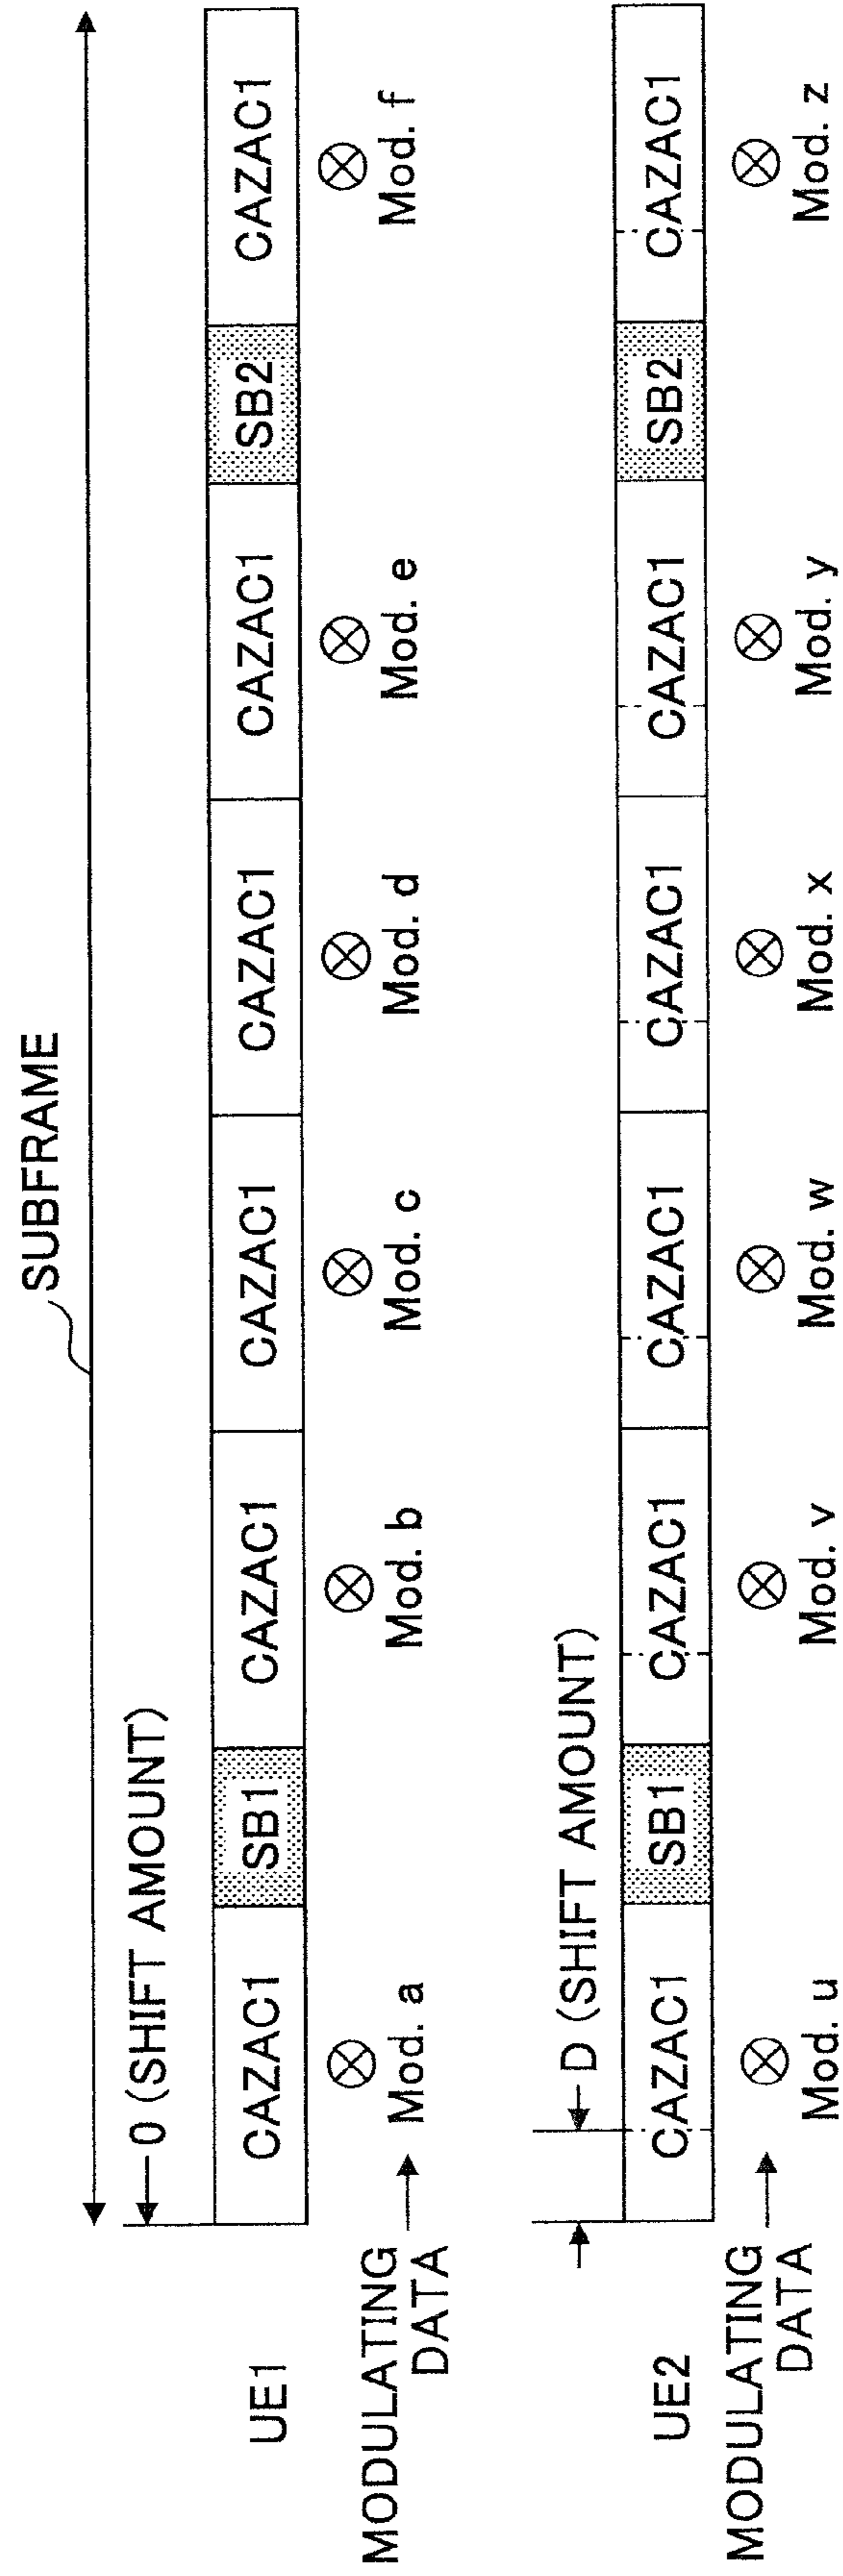 SUBFRAME
0 (SHIFT AMOUNT)
UE1
CAZAC1 SB1 CAZAC1 CAZAC1 CAZAC1 CAZAC1 SB2 CAZAC1
MODULATING
DATA
Mod. a Mod. b Mod. c Mod. d Mod. e Mod. f
D (SHIFT AMOUNT)
UE2
CAZAC1 SB1 CAZAC1 CAZAC1 CAZAC1 CAZAC1 SB2 CAZAC1
MODULATING
DATA
Mod. u Mod. v Mod. w Mod. x Mod. y Mod. z